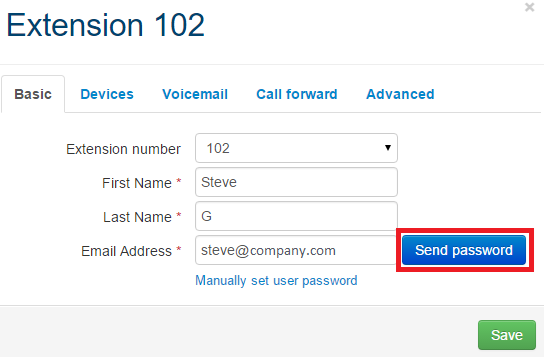 ×
Extension 102
Basic Devices Voicemail Call forward Advanced
Extension number 102
First Name * Steve
Last Name * G
Email Address * steve@company.com Send password
Manually set user password
Save